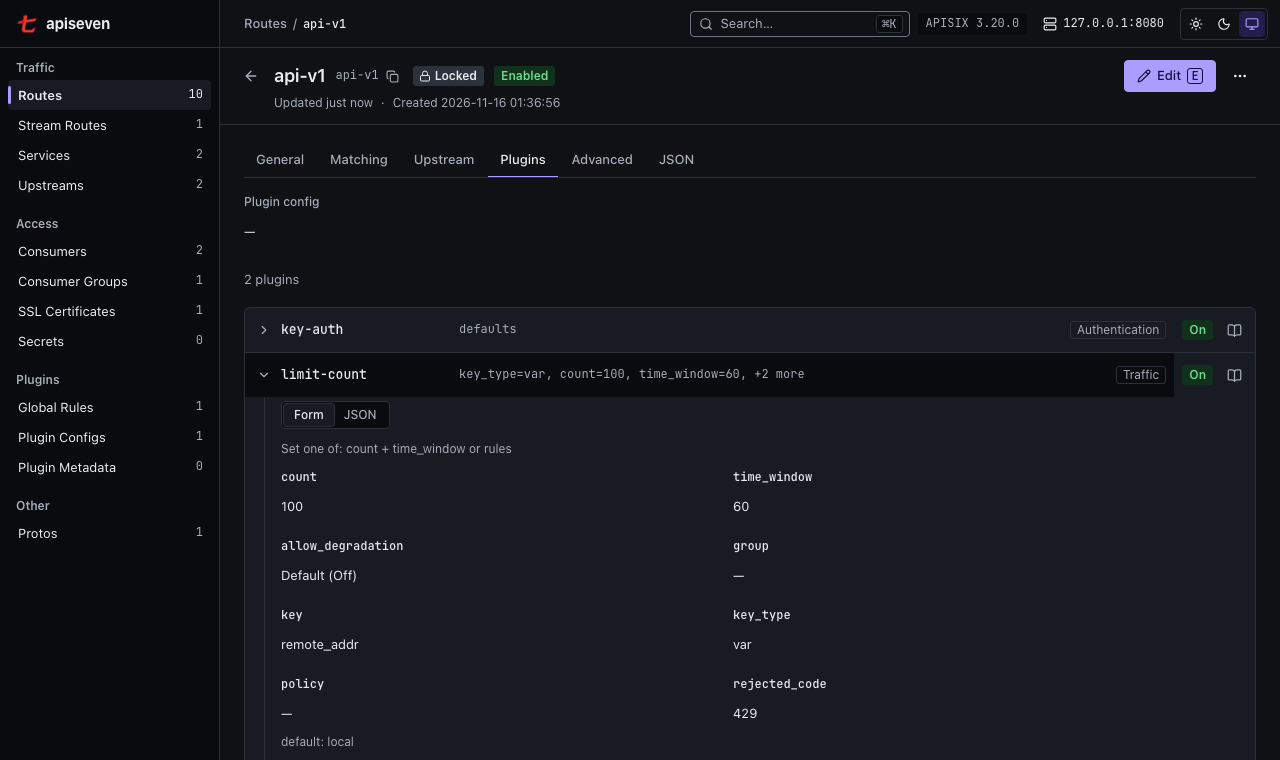 apiseven
Routes / api-v1
Search…
⌘K
APISIX 3.20.0
127.0.0.1:8080
Traffic
Routes 10
Stream Routes 1
Services 2
Upstreams 2
Access
Consumers 2
Consumer Groups 1
SSL Certificates 1
Secrets 0
Plugins
Global Rules 1
Plugin Configs 1
Plugin Metadata 0
Other
Protos 1
api-v1 api-v1 Locked Enabled
Edit E
Updated just now · Created 2026-11-16 01:36:56
General Matching Upstream Plugins Advanced JSON
Plugin config
—
2 plugins
key-auth defaults Authentication On
limit-count key_type=var, count=100, time_window=60, +2 more Traffic On
Form JSON
Set one of: count + time_window or rules
count time_window
100 60
allow_degradation group
Default (Off) —
key key_type
remote_addr var
policy rejected_code
— 429
default: local